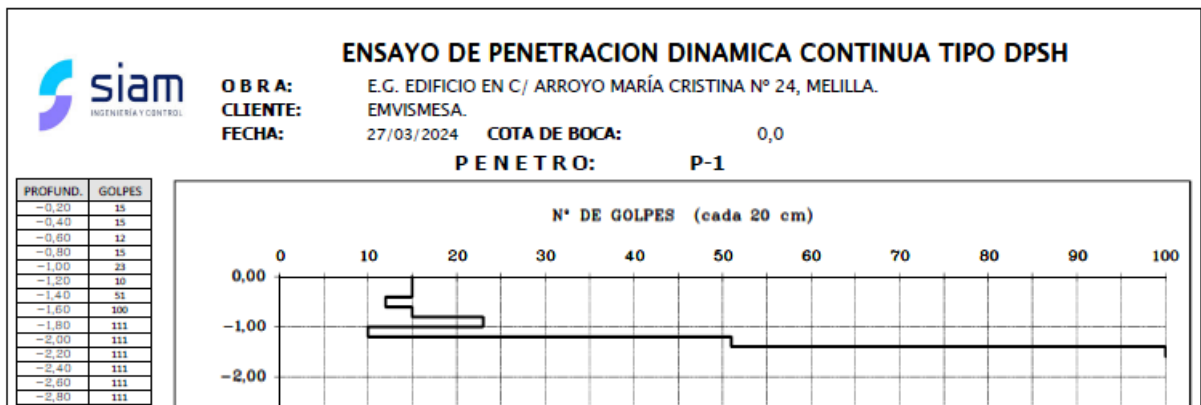 ENSAYO DE PENETRACION DINAMICA CONTINUA TIPO DPSH
siam
INGENIERÍA Y CONTROL
O B R A: E.G. EDIFICIO EN C/ ARROYO MARÍA CRISTINA Nº 24, MELILLA.
CLIENTE: EMVISMESA.
FECHA: 27/03/2024 COTA DE BOCA: 0,0
P E N E T R O: P-1
PROFUND. GOLPES
-0,20 15
-0,40 15
-0,60 12
-0,80 15
-1,00 23
-1,20 10
-1,40 51
-1,60 100
-1,80 111
-2,00 111
-2,20 111
-2,40 111
-2,60 111
-2,80 111
Nº DE GOLPES (cada 20 cm)
0 10 20 30 40 50 60 70 80 90 100
0,00
-1,00
-2,00